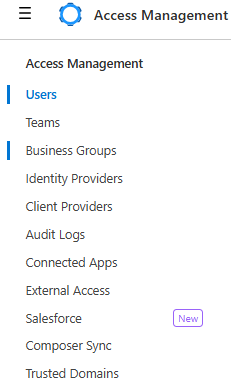 Access Management
Access Management
Users
Teams
Business Groups
Identity Providers
Client Providers
Audit Logs
Connected Apps
External Access
Salesforce New
Composer Sync
Trusted Domains